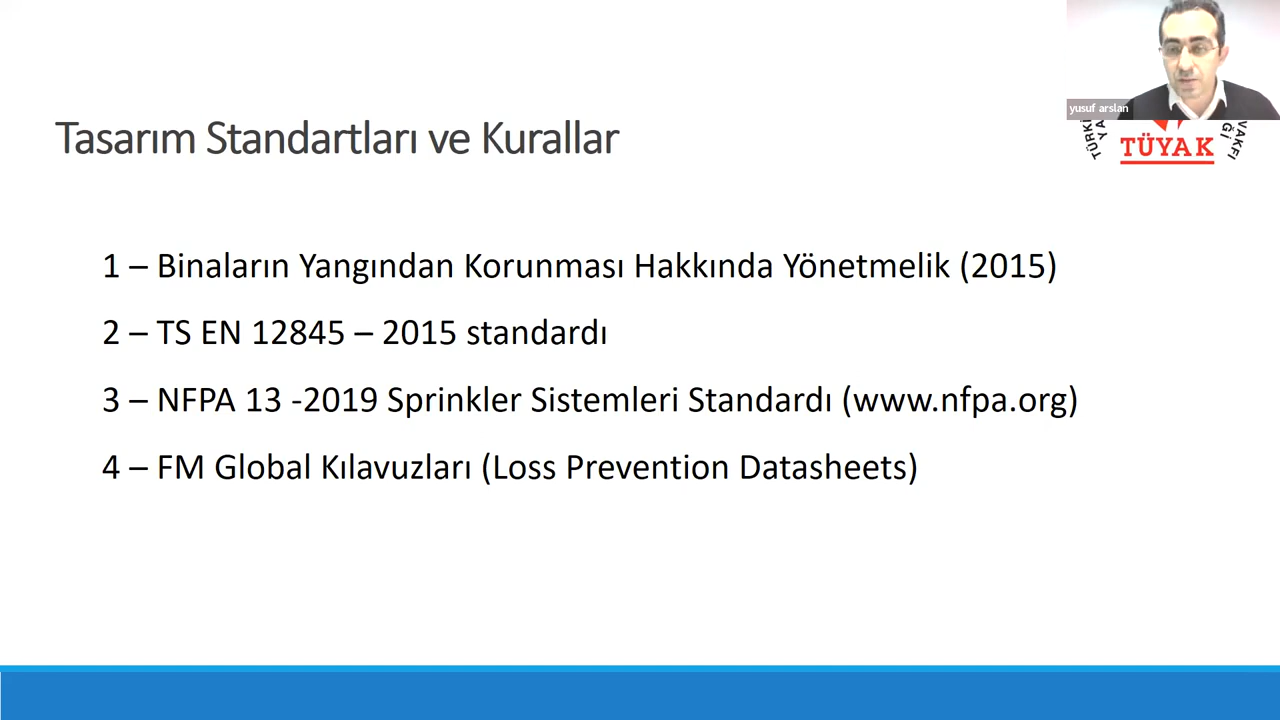 yusuf arslan
TÜYAK
VAKFI
Tasarım Standartları ve Kurallar
1 – Binaların Yangından Korunması Hakkında Yönetmelik (2015)
2 – TS EN 12845 – 2015 standardı
3 – NFPA 13 -2019 Sprinkler Sistemleri Standardı (www.nfpa.org)
4 – FM Global Kılavuzları (Loss Prevention Datasheets)